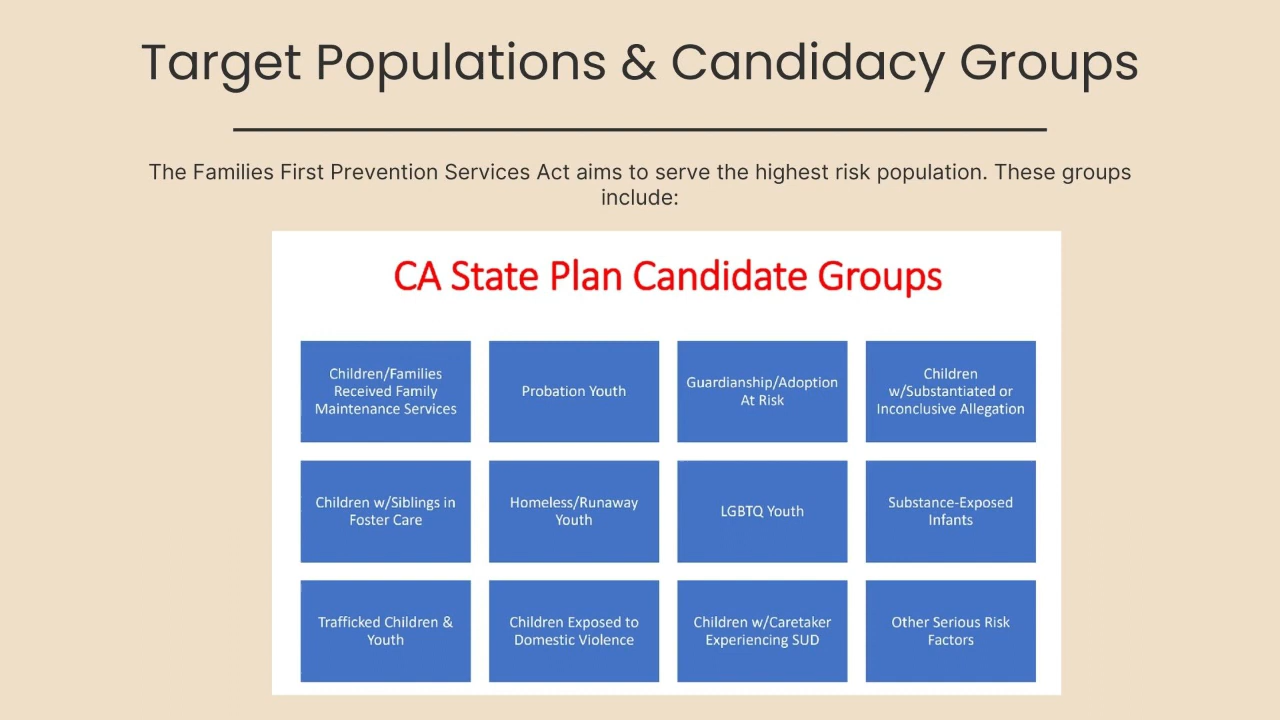 Target Populations & Candidacy Groups
The Families First Prevention Services Act aims to serve the highest risk population. These groups
include:
CA State Plan Candidate Groups
Children/Families
Received Family
Maintenance Services
Probation Youth
Guardianship/Adoption
At Risk
Children
w/Substantiated or
Inconclusive Allegation
Children w/Siblings in
Foster Care
Homeless/Runaway
Youth
LGBTQ Youth
Substance-Exposed
Infants
Trafficked Children &
Youth
Children Exposed to
Domestic Violence
Children w/Caretaker
Experiencing SUD
Other Serious Risk
Factors